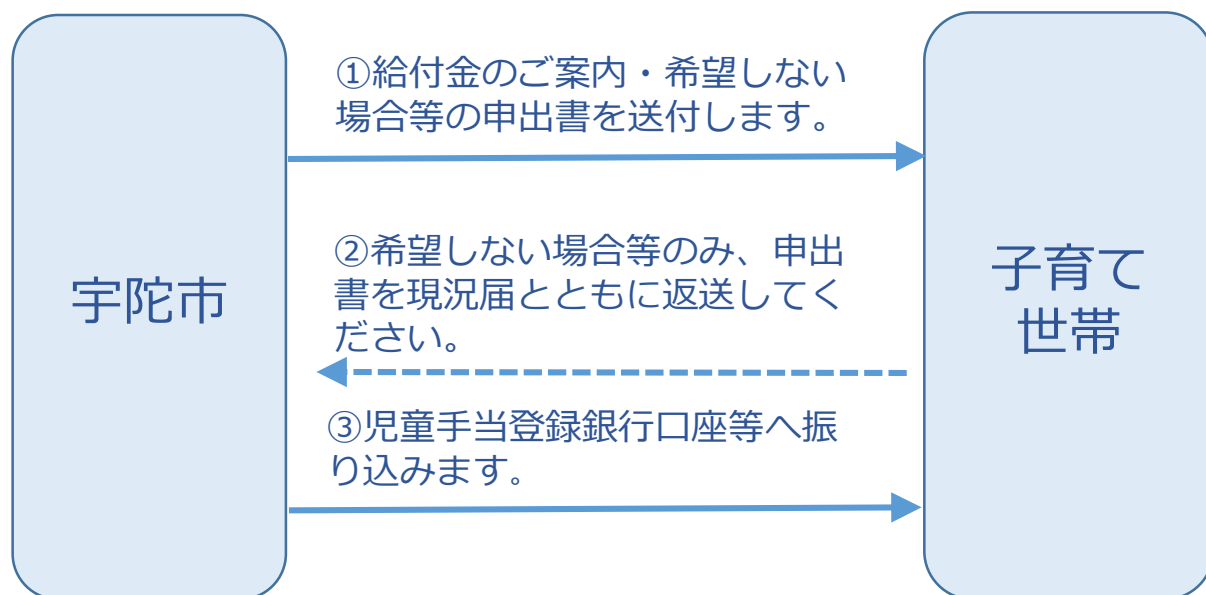 宇陀市
①給付金のご案内・希望しない
場合等の申出書を送付します。
②希望しない場合等のみ、申出
書を現況届とともに返送してく
ださい。
③児童手当登録銀行口座等へ振
り込みます。
子育て
世帯